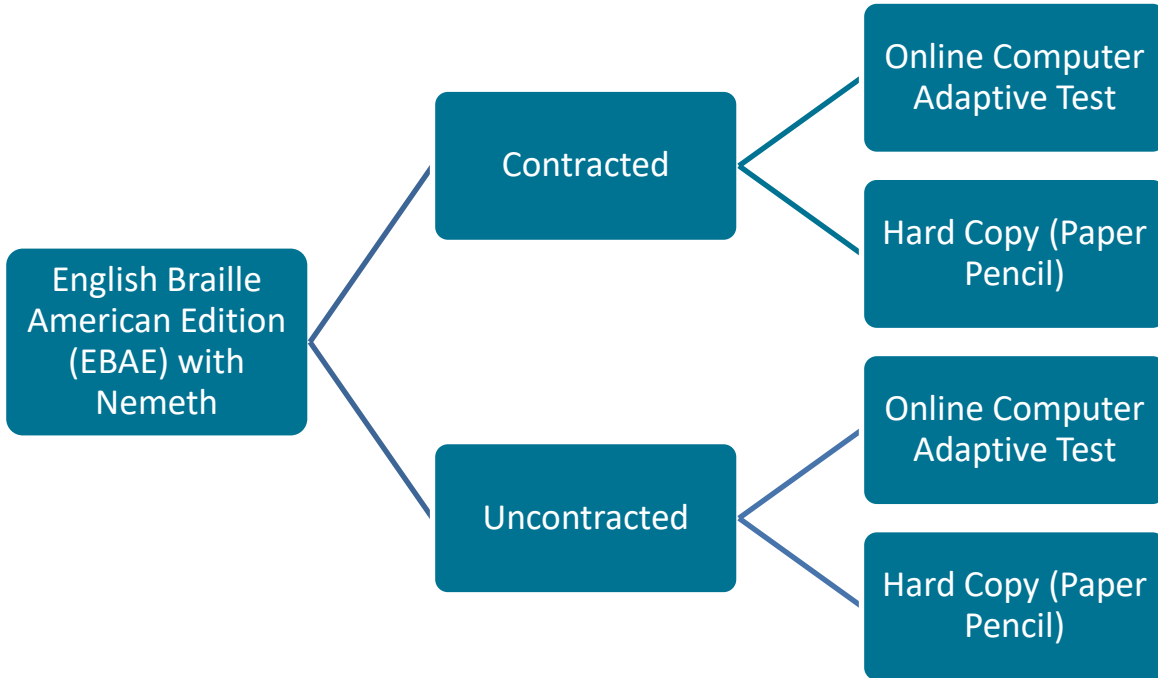 English Braille
American Edition
(EBAE) with
Nemeth
Contracted
Online Computer
Adaptive Test
Hard Copy (Paper
Pencil)
Uncontracted
Online Computer
Adaptive Test
Hard Copy (Paper
Pencil)